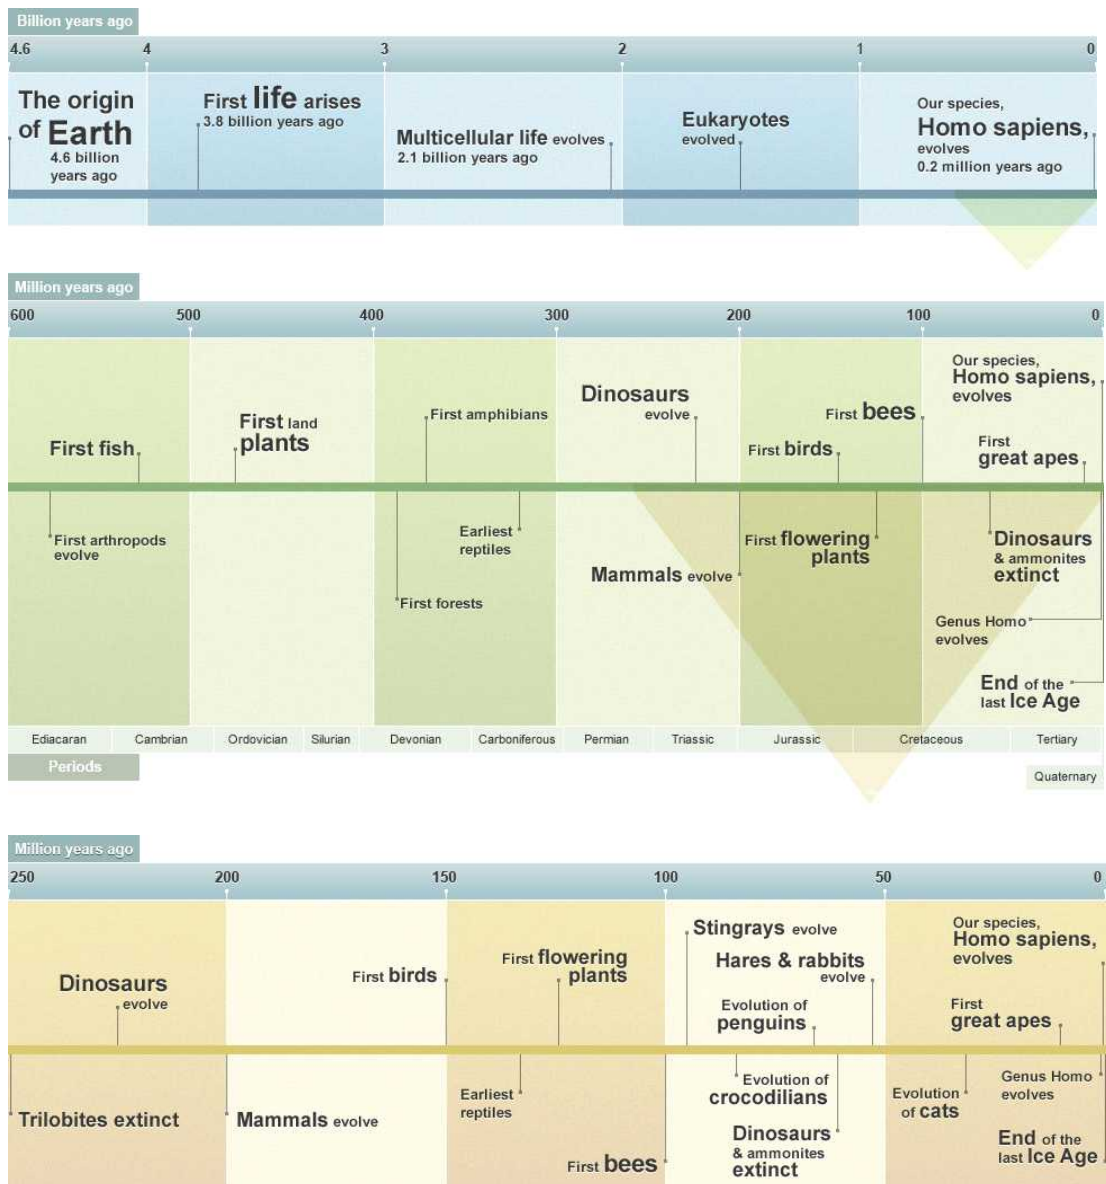 Billion years ago
4.6 4 3 2 1 0
The origin
of Earth
4.6 billion
years ago
First life arises
3.8 billion years ago
Multicellular life evolves
2.1 billion years ago
Eukaryotes
evolved
Our species,
Homo sapiens,
evolves
0.2 million years ago
Million years ago
600 500 400 300 200 100 0
First fish
First land
plants
First amphibians
Dinosaurs
evolve
First birds
First bees
Our species,
Homo sapiens,
evolves
First
great apes
First arthropods
evolve
First forests
Earliest
reptiles
Mammals evolve
First flowering
plants
Dinosaurs
& ammonites
extinct
Genus Homo
evolves
End of the
last Ice Age
Ediacaran Cambrian Ordovician Silurian Devonian Carboniferous Permian Triassic Jurassic Cretaceous Tertiary
Periods
Quaternary
Million years ago
250 200 150 100 50 0
Dinosaurs
evolve
First birds
First flowering
plants
Stingrays evolve
Hares & rabbits
evolve
Evolution of
penguins
Our species,
Homo sapiens,
evolves
First
great apes
Trilobites extinct
Mammals evolve
Earliest
reptiles
First bees
Evolution of
crocodilians
Dinosaurs
& ammonites
extinct
Evolution
of cats
Genus Homo
evolves
End of the
last Ice Age